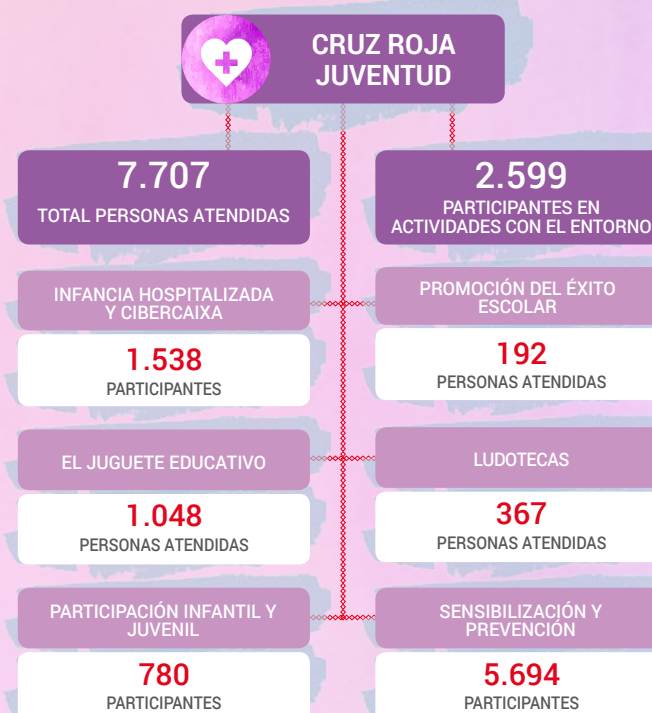 CRUZ ROJA
JUVENTUD
7.707
TOTAL PERSONAS ATENDIDAS
2.599
PARTICIPANTES EN
ACTIVIDADES CON EL ENTORNO
INFANCIA HOSPITALIZADA
Y CIBERCAIXA
1.538
PARTICIPANTES
PROMOCIÓN DEL ÉXITO
ESCOLAR
192
PERSONAS ATENDIDAS
EL JUGUETE EDUCATIVO
1.048
PERSONAS ATENDIDAS
LUDOTECAS
367
PERSONAS ATENDIDAS
PARTICIPACIÓN INFANTIL Y
JUVENIL
780
PARTICIPANTES
SENSIBILIZACIÓN Y
PREVENCIÓN
5.694
PARTICIPANTES